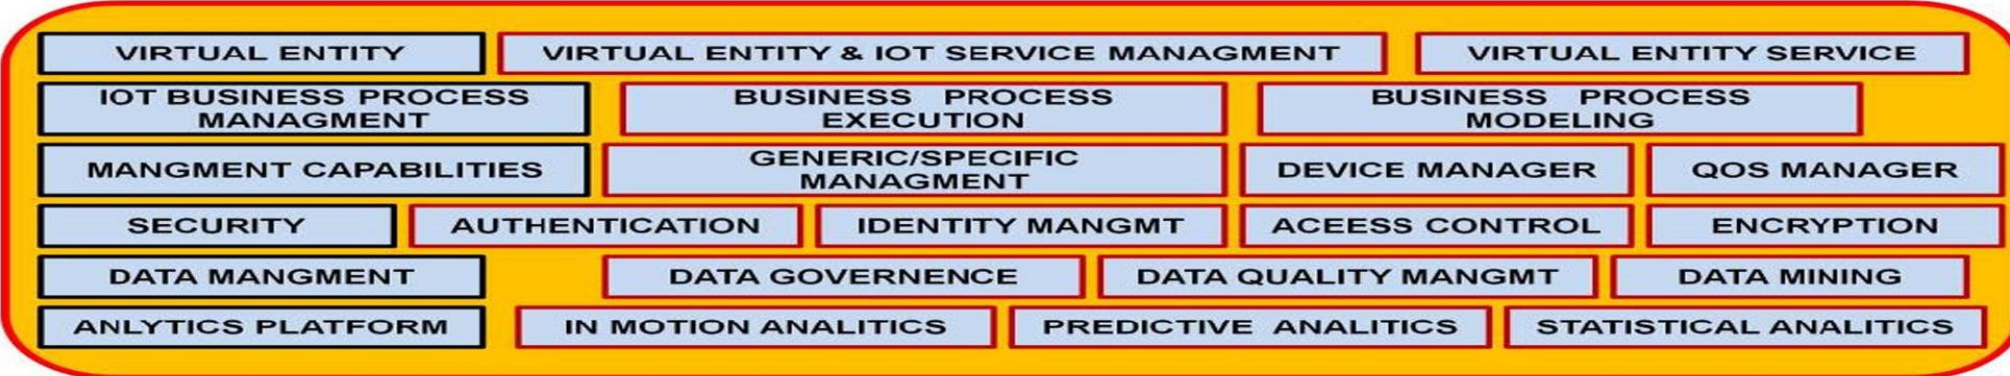 VIRTUAL ENTITY
VIRTUAL ENTITY & IOT SERVICE MANAGMENT
VIRTUAL ENTITY SERVICE
IOT BUSINESS PROCESS
MANAGMENT
BUSINESS PROCESS
EXECUTION
BUSINESS PROCESS
MODELING
MANGMENT CAPABILITIES
GENERIC/SPECIFIC
MANAGMENT
DEVICE MANAGER
QOS MANAGER
SECURITY
AUTHENTICATION
IDENTITY MANGMT
ACEESS CONTROL
ENCRYPTION
DATA MANGMENT
DATA GOVERNENCE
DATA QUALITY MANGMT
DATA MINING
ANLYTICS PLATFORM
IN MOTION ANALITICS
PREDICTIVE ANALITICS
STATISTICAL ANALITICS